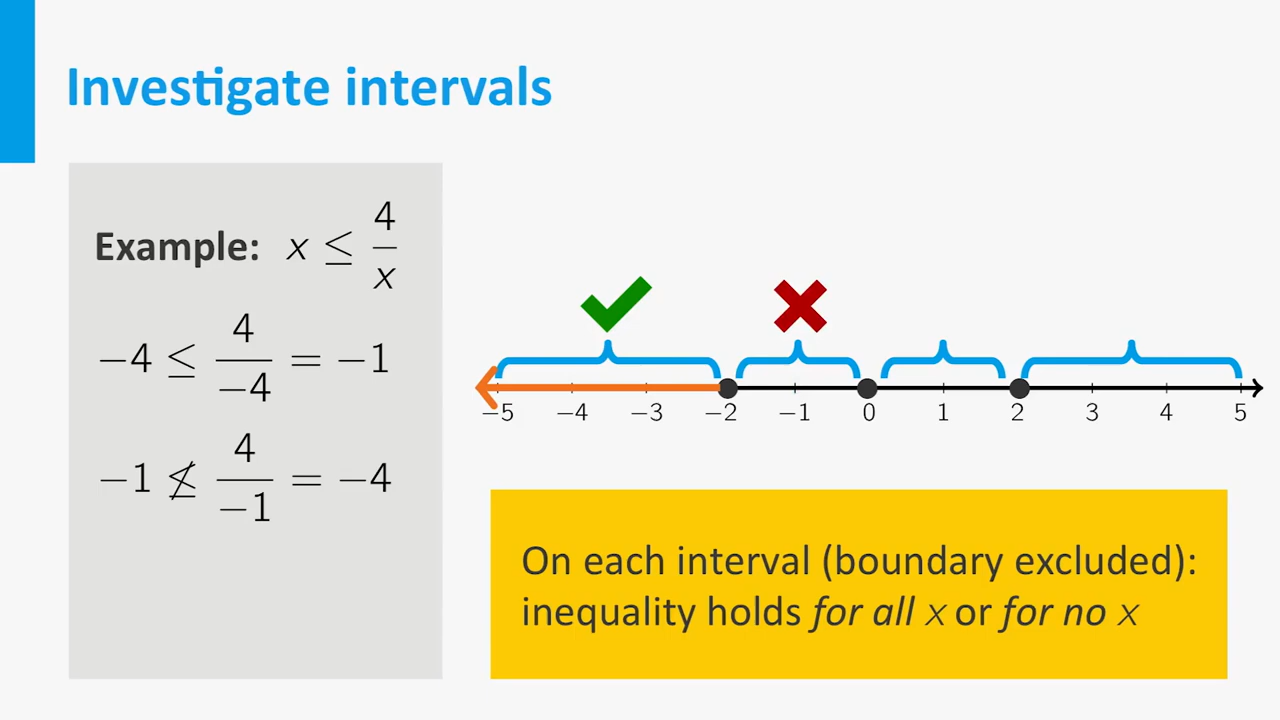 Investigate intervals
Example: x ≤ 4/x
−4 ≤ 4/−4 = −1
−1 ≰ 4/−1 = −4
−5 −4 −3 −2 −1 0 1 2 3 4 5
On each interval (boundary excluded):
inequality holds for all x or for no x